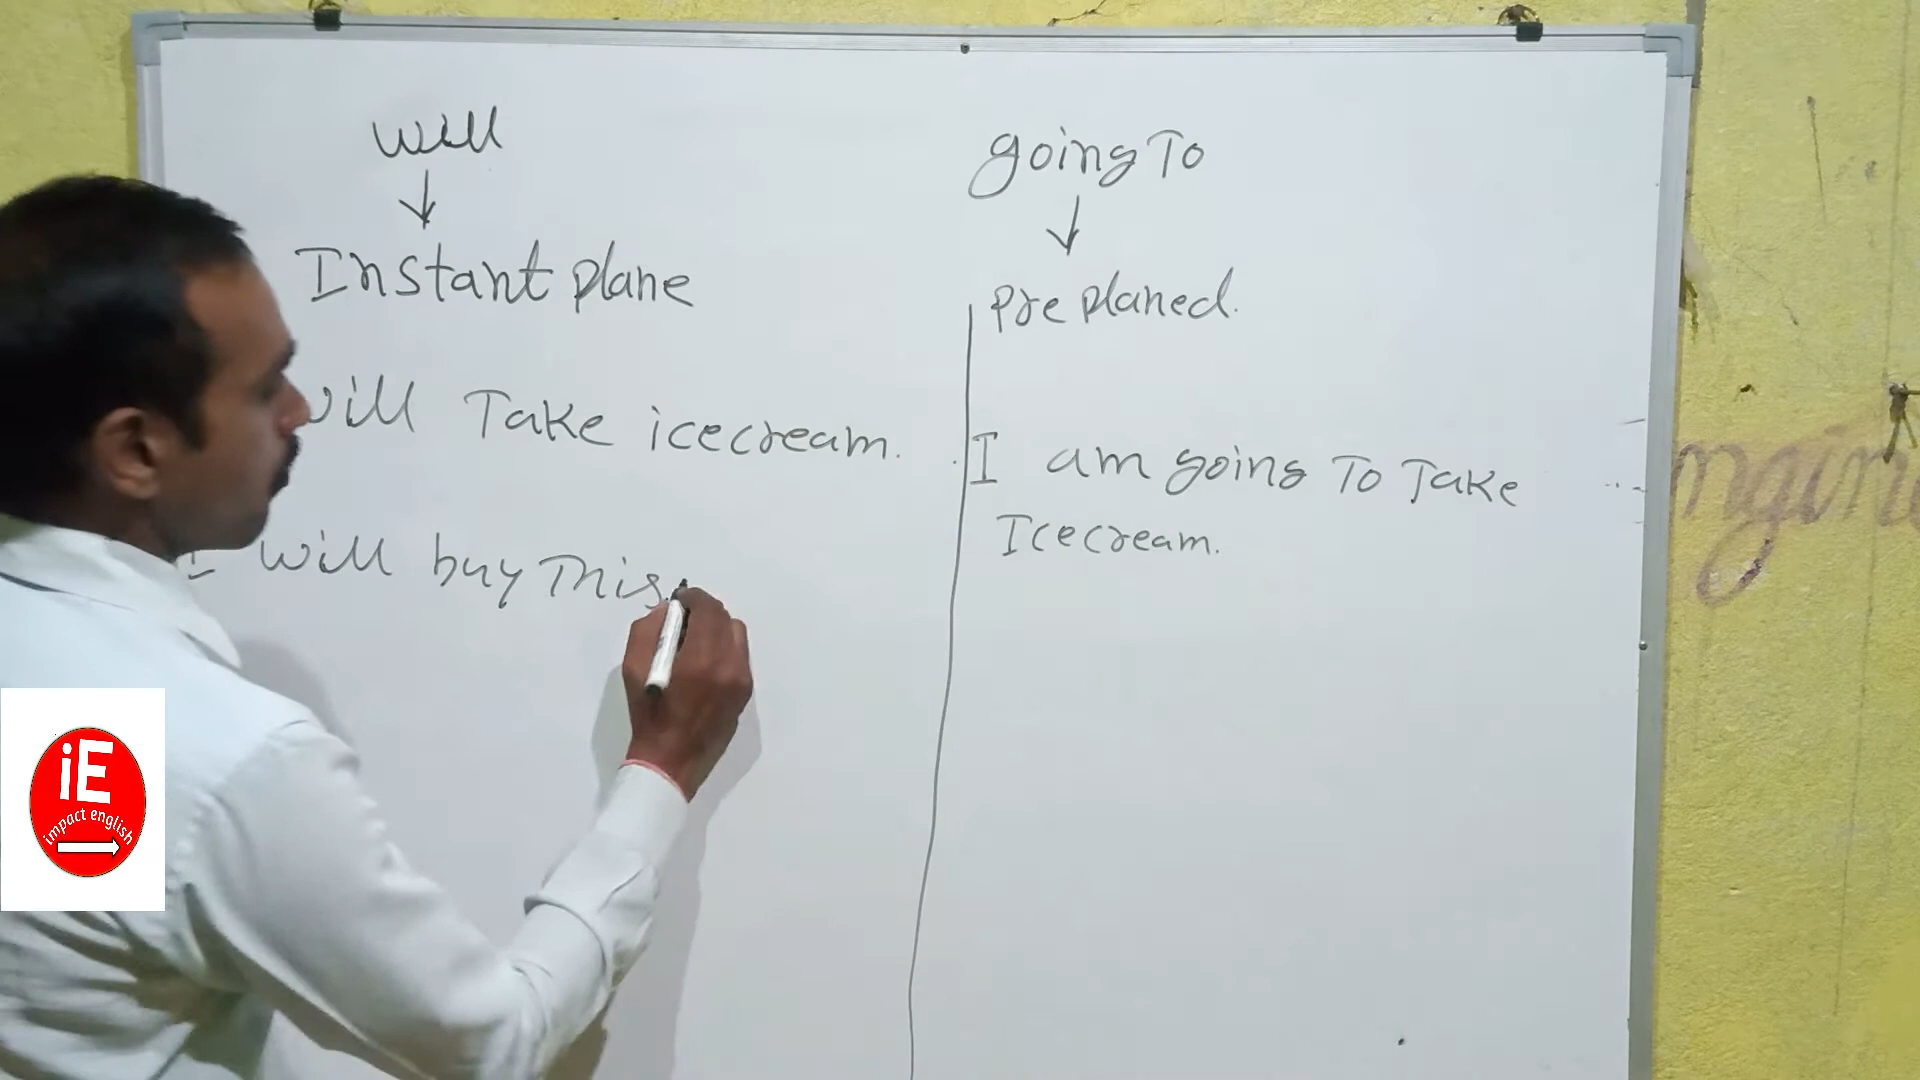 will
Instant plane
will Take icecream.
I will buy This
going To
Pre planed.
I am going To Take
Icecream.
iE
impact english